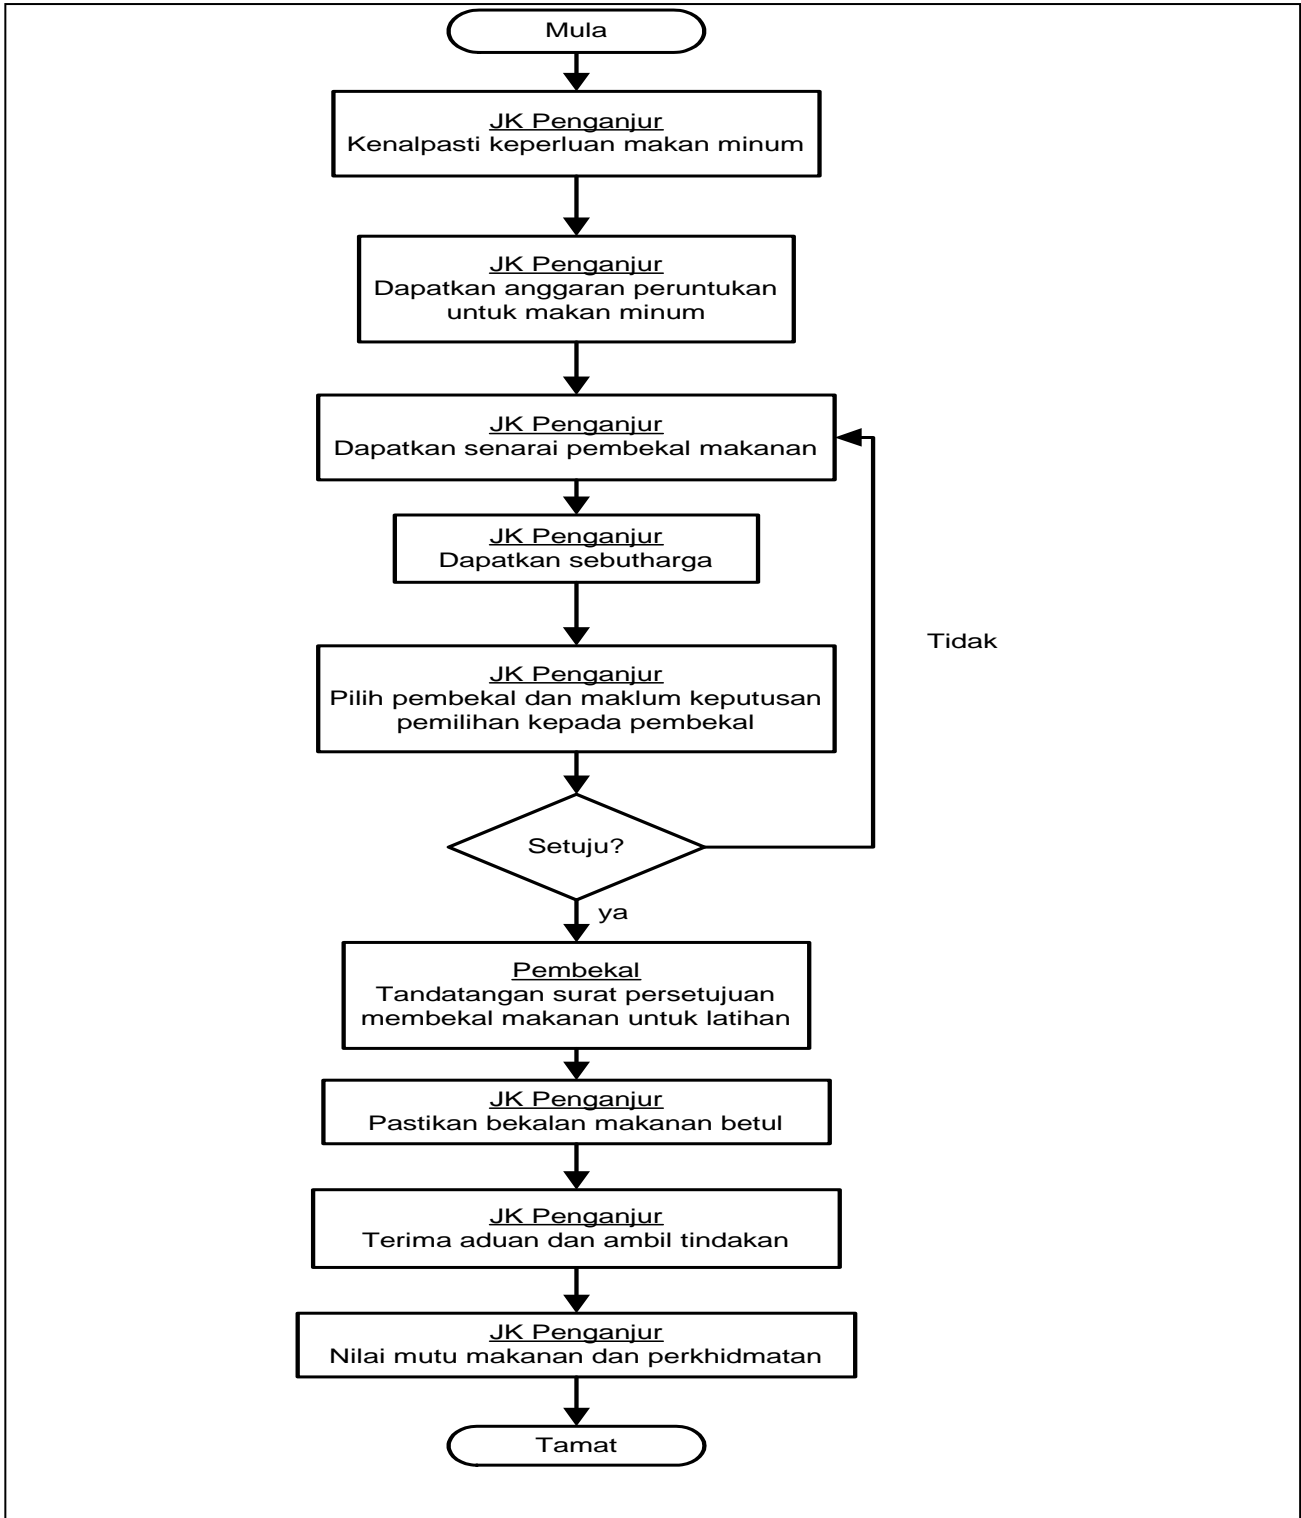 Mula
JK Penganjur
Kenalpasti keperluan makan minum
JK Penganjur
Dapatkan anggaran peruntukan
untuk makan minum
JK Penganjur
Dapatkan senarai pembekal makanan
JK Penganjur
Dapatkan sebutharga
Tidak
JK Penganjur
Pilih pembekal dan maklum keputusan
pemilihan kepada pembekal
Setuju?
ya
Pembekal
Tandatangan surat persetujuan
membekal makanan untuk latihan
JK Penganjur
Pastikan bekalan makanan betul
JK Penganjur
Terima aduan dan ambil tindakan
JK Penganjur
Nilai mutu makanan dan perkhidmatan
Tamat